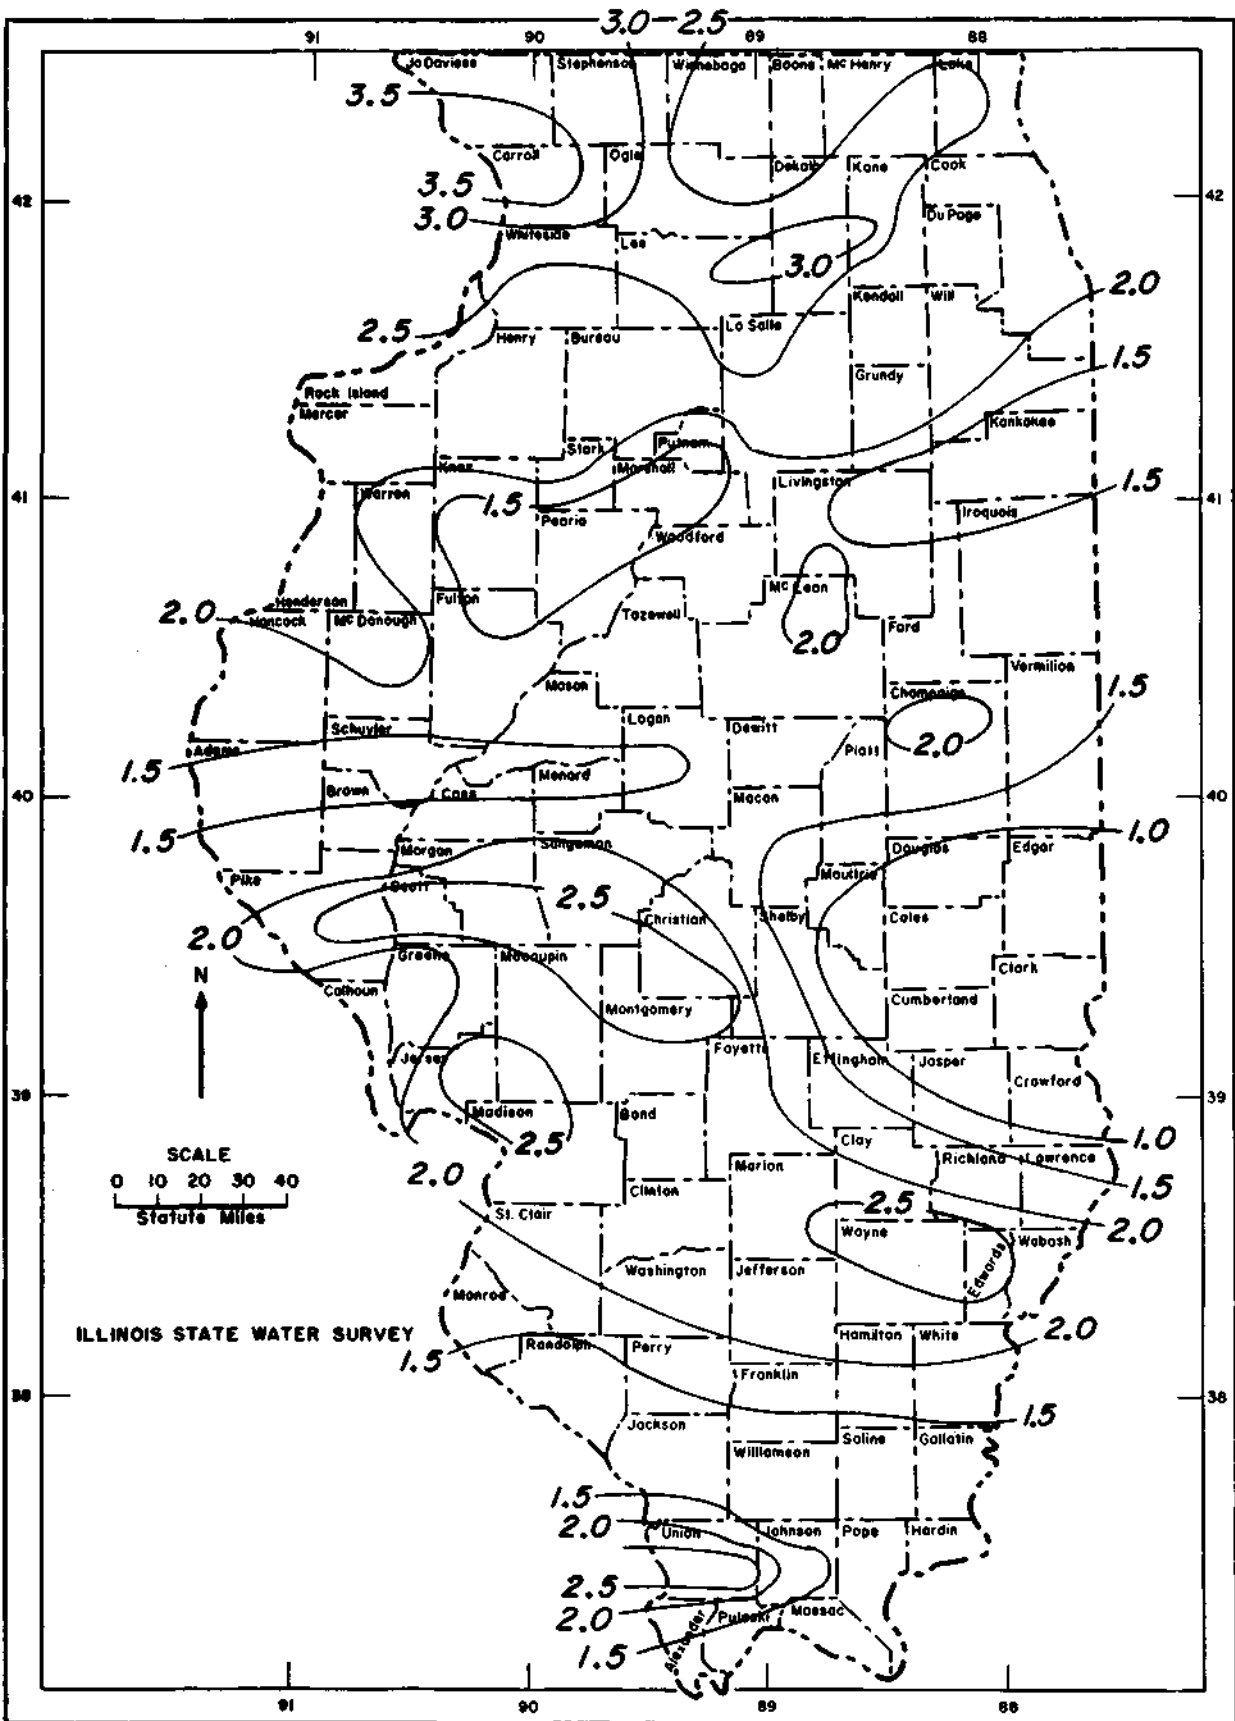 3.0 2.5
91 90 89 88
Jo Daviess Stephenson Winnebago Boone McHenry Lake
3.5
Carroll Ogle Dekalb Kane Cook
3.5
42 42
3.0
Du Page
Whiteside Lee
3.0
2.0
Kendall Will
2.5
La Salle
Henry Bureau
1.5
Grundy
Rock Island
Mercer
Kankakee
Stark Putnam
Knox Marshall
Warren Livingston
1.5
41 41
1.5
Peoria Iroquois
Woodford
McLean
Henderson Fulton
2.0
Hancock McDonough Tazewell Ford
2.0
Vermilion
Mason Champaign
1.5
Logan Dewitt
Schuyler
Adams Piatt
2.0
1.5
Menard
Brown Cass Macon
40 40
1.5
1.0
Morgan Sangamon Douglas Edgar
Pike Scott Moultrie
2.5
Christian Shelby Coles
2.0
Greene Macoupin Clark
N
Calhoun Cumberland
Montgomery
Fayette Effingham Jasper
Jersey
Crawford
39 39
Madison Bond
2.5
Clay
1.0
SCALE
Richland Lawrence
Marion
2.0
0 10 20 30 40
Clinton
1.5
2.5
Statute Miles
St. Clair
Wayne
2.0
Wabash
Washington Jefferson
Edwards
Monroe
ILLINOIS STATE WATER SURVEY
Hamilton White
2.0
Randolph Perry
1.5
Franklin
38 38
1.5
Jackson
Saline Gallatin
Williamson
1.5
2.0
Union Johnson Pope Hardin
2.5
2.0
Pulaski Massac
Alexander
1.5
91 90 89 88